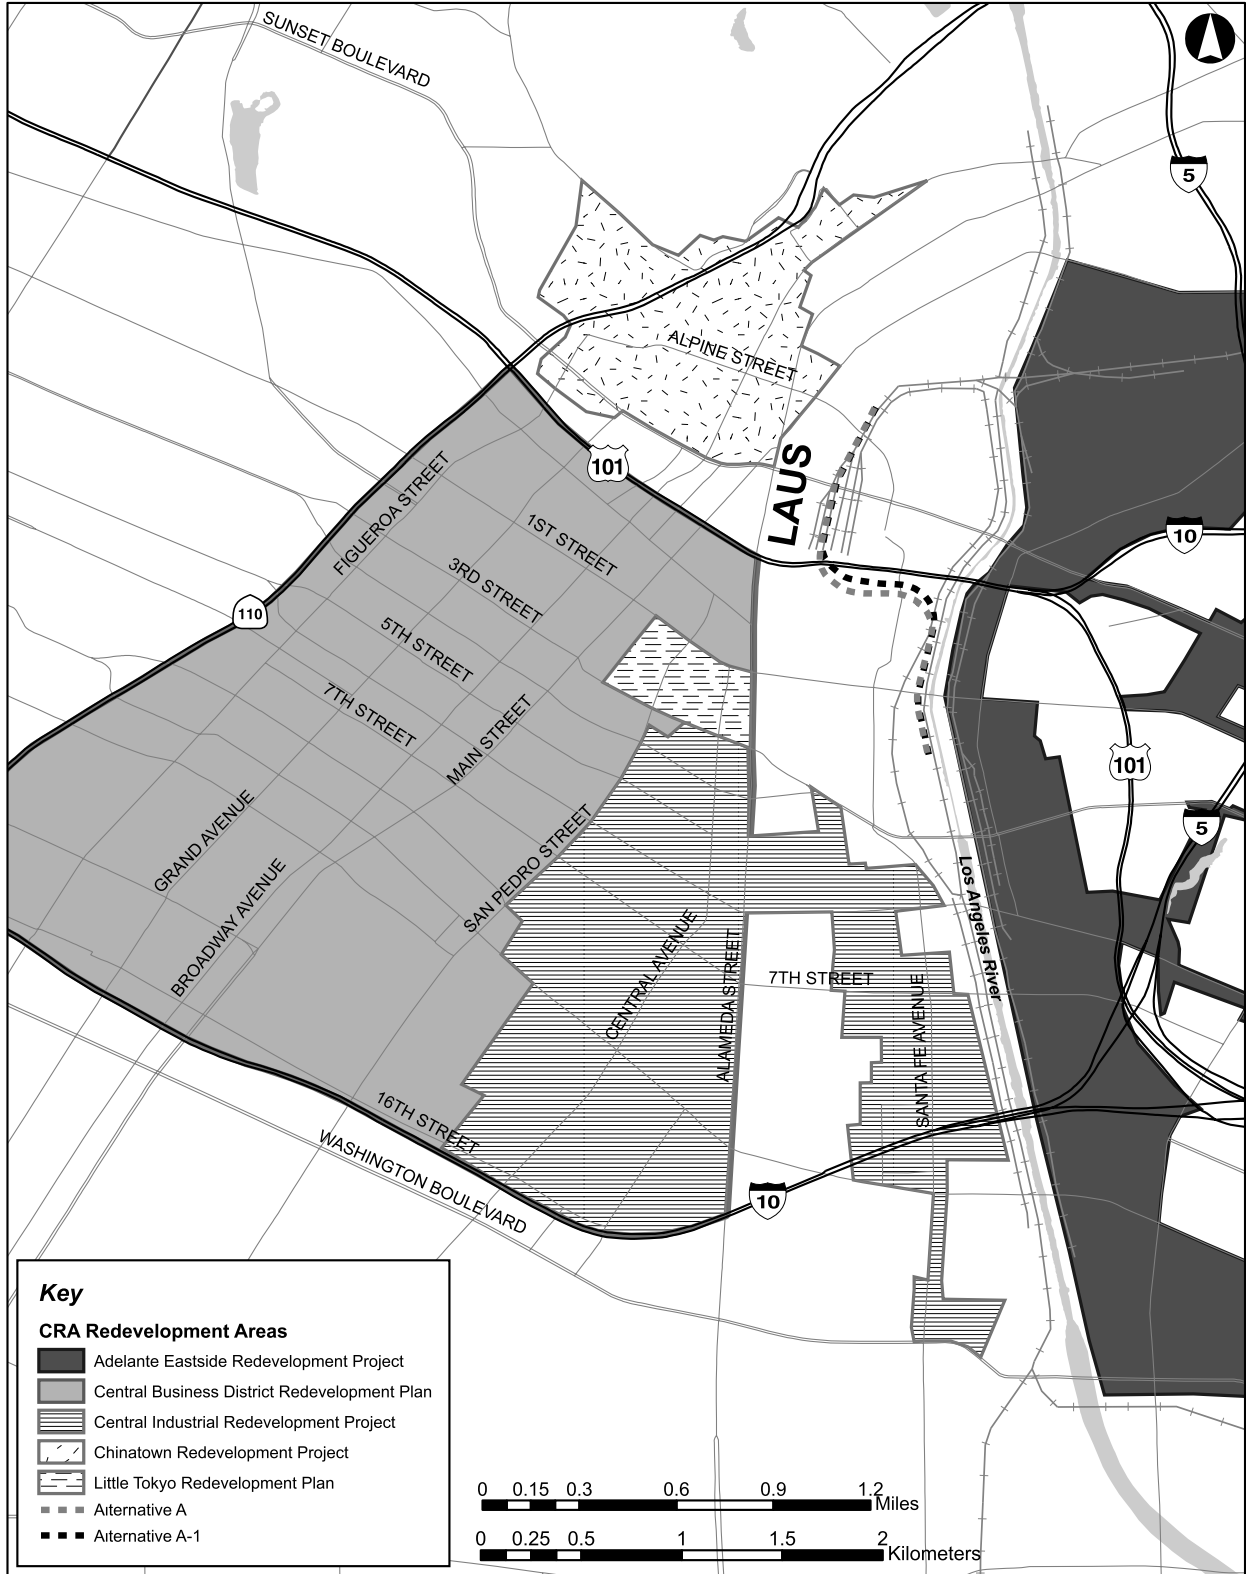 SUNSET BOULEVARD
5
ALPINE STREET
101
LAUS
FIGUEROA STREET
1ST STREET
10
3RD STREET
110
5TH STREET
7TH STREET
MAIN STREET
101
GRAND AVENUE
SAN PEDRO STREET
5
BROADWAY AVENUE
Los Angeles River
CENTRAL AVENUE
ALAMEDA STREET
7TH STREET
SANTA FE AVENUE
16TH STREET
WASHINGTON BOULEVARD
10
Key
CRA Redevelopment Areas
Adelante Eastside Redevelopment Project
Central Business District Redevelopment Plan
Central Industrial Redevelopment Project
Chinatown Redevelopment Project
Little Tokyo Redevelopment Plan
Alternative A
Alternative A-1
0 0.15 0.3 0.6 0.9 1.2
Miles
0 0.25 0.5 1 1.5 2
Kilometers